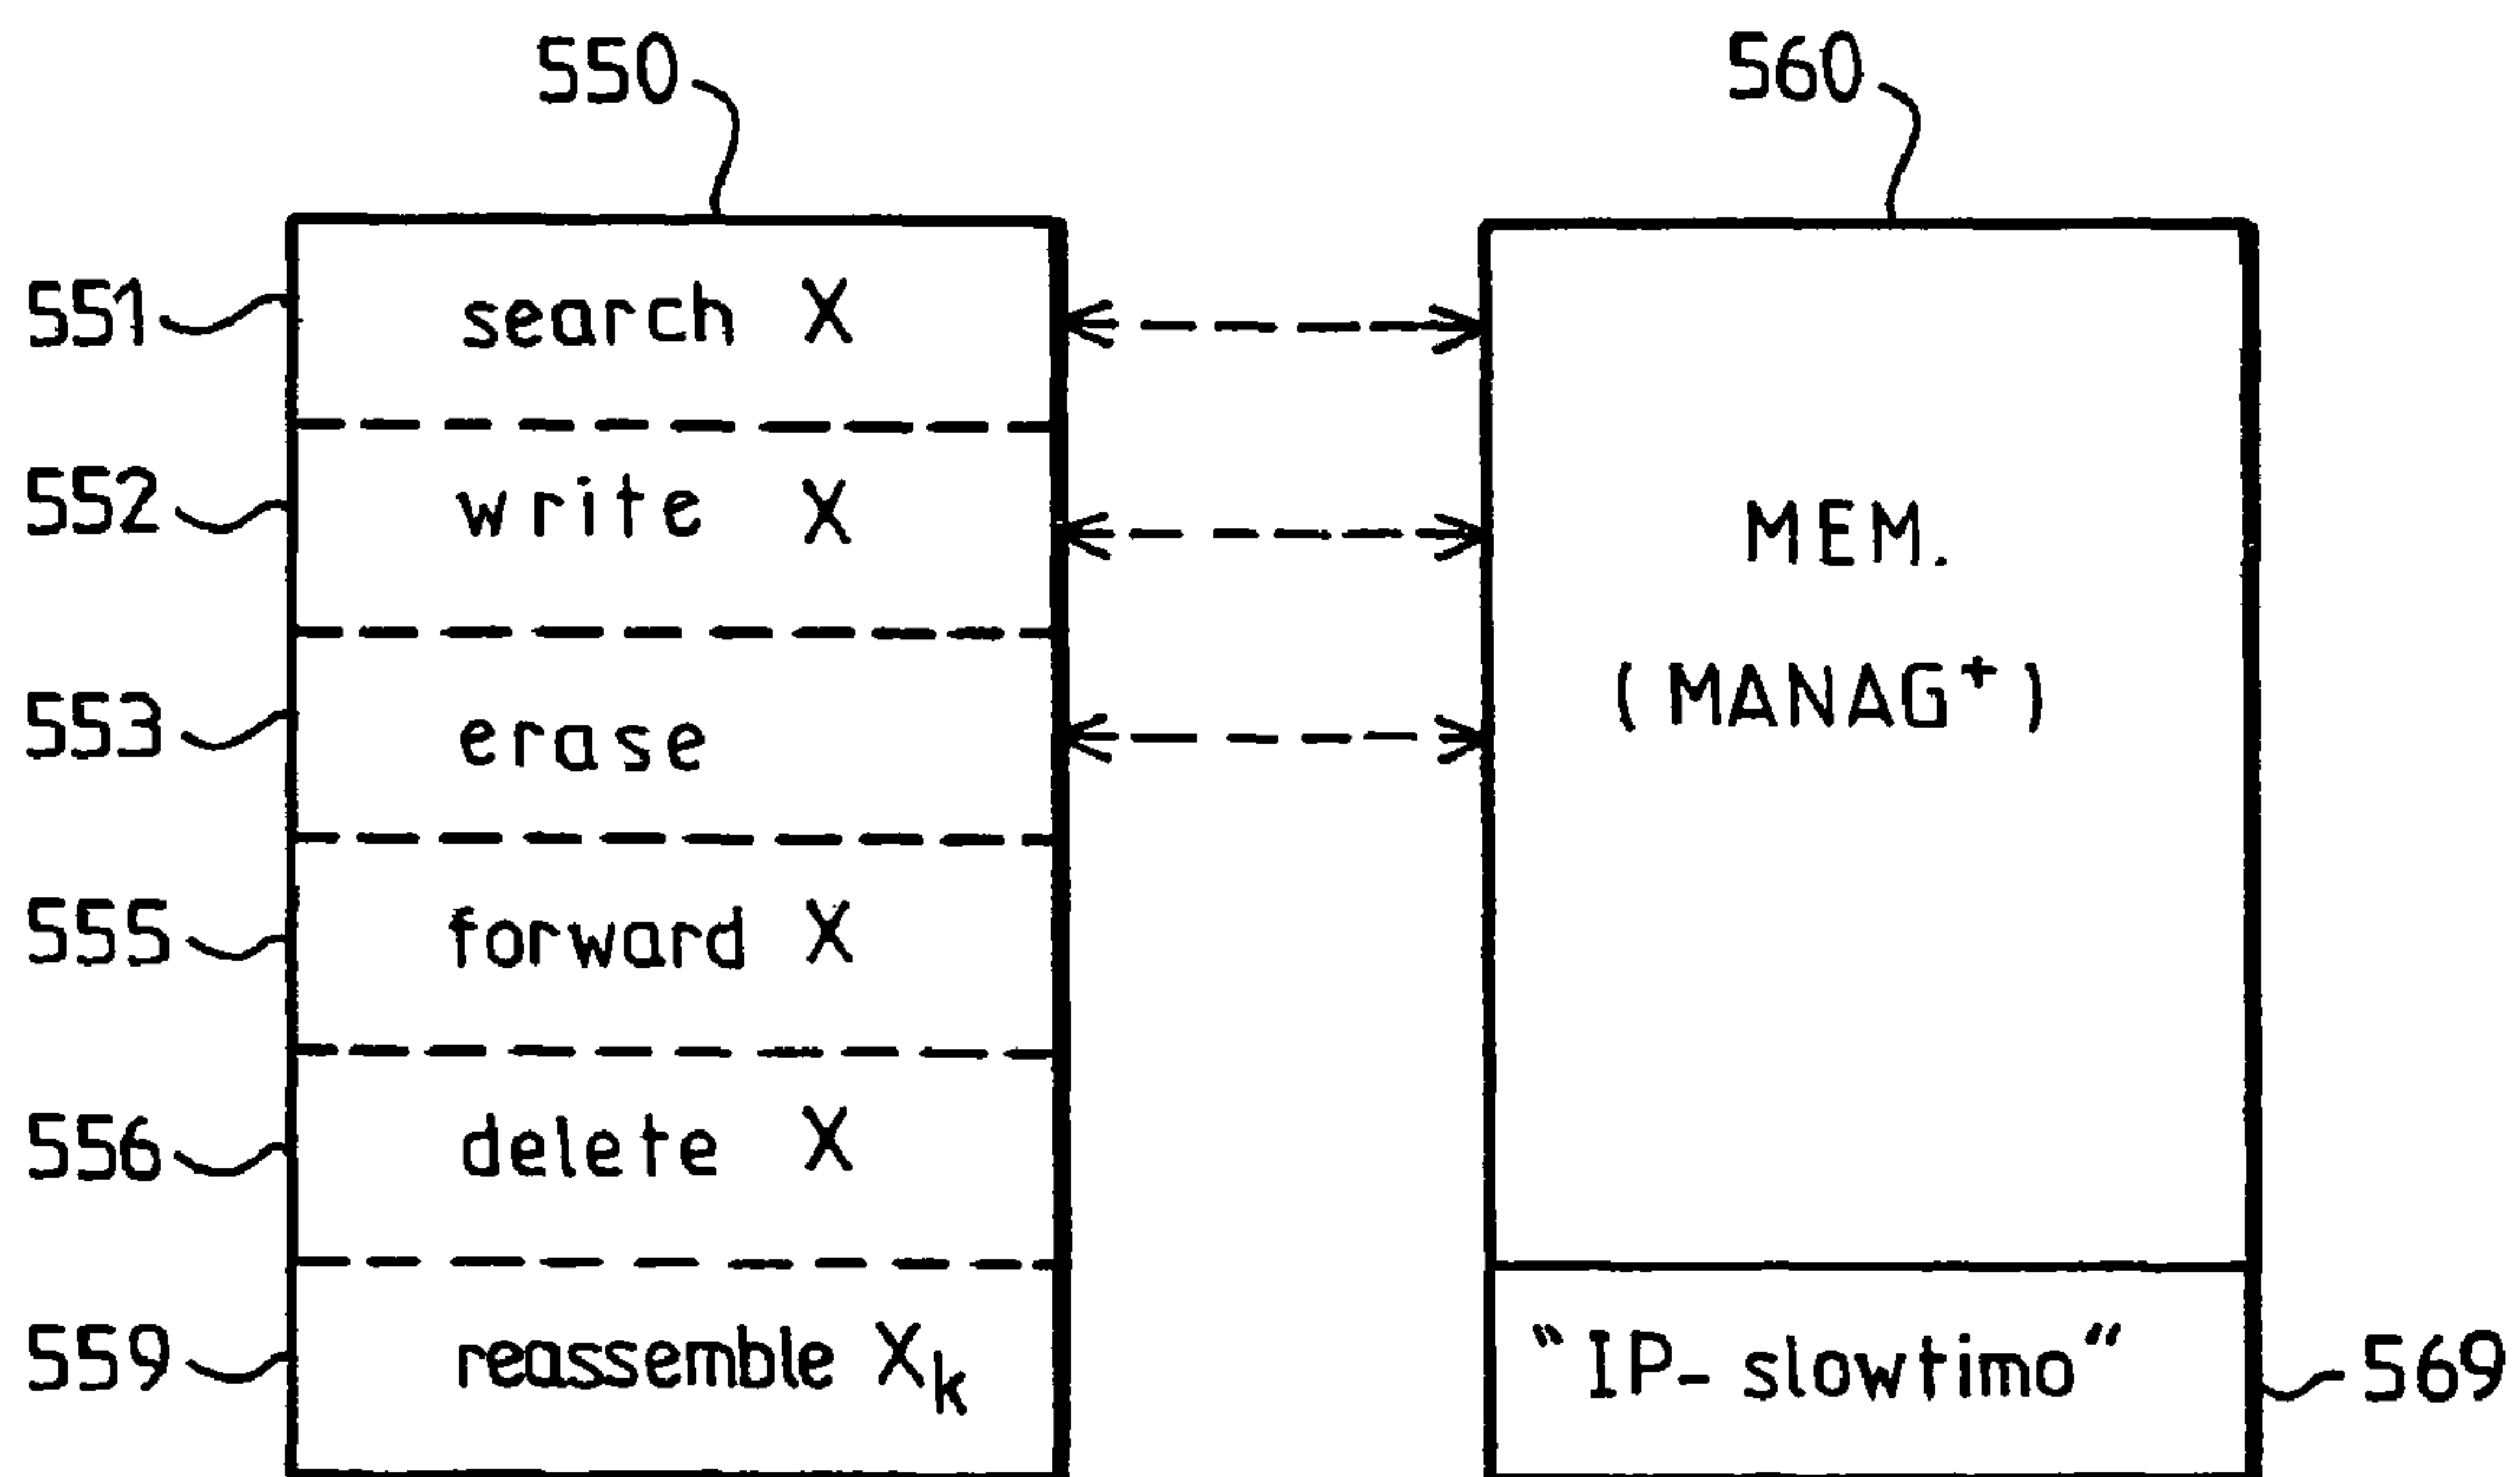 550
560
551
search X
552
write X
MEM.
553
erase
(MANAG⁺)
555
forward X
556
delete X
559
reassemble Xₖ
"IP-slowtimo"
569